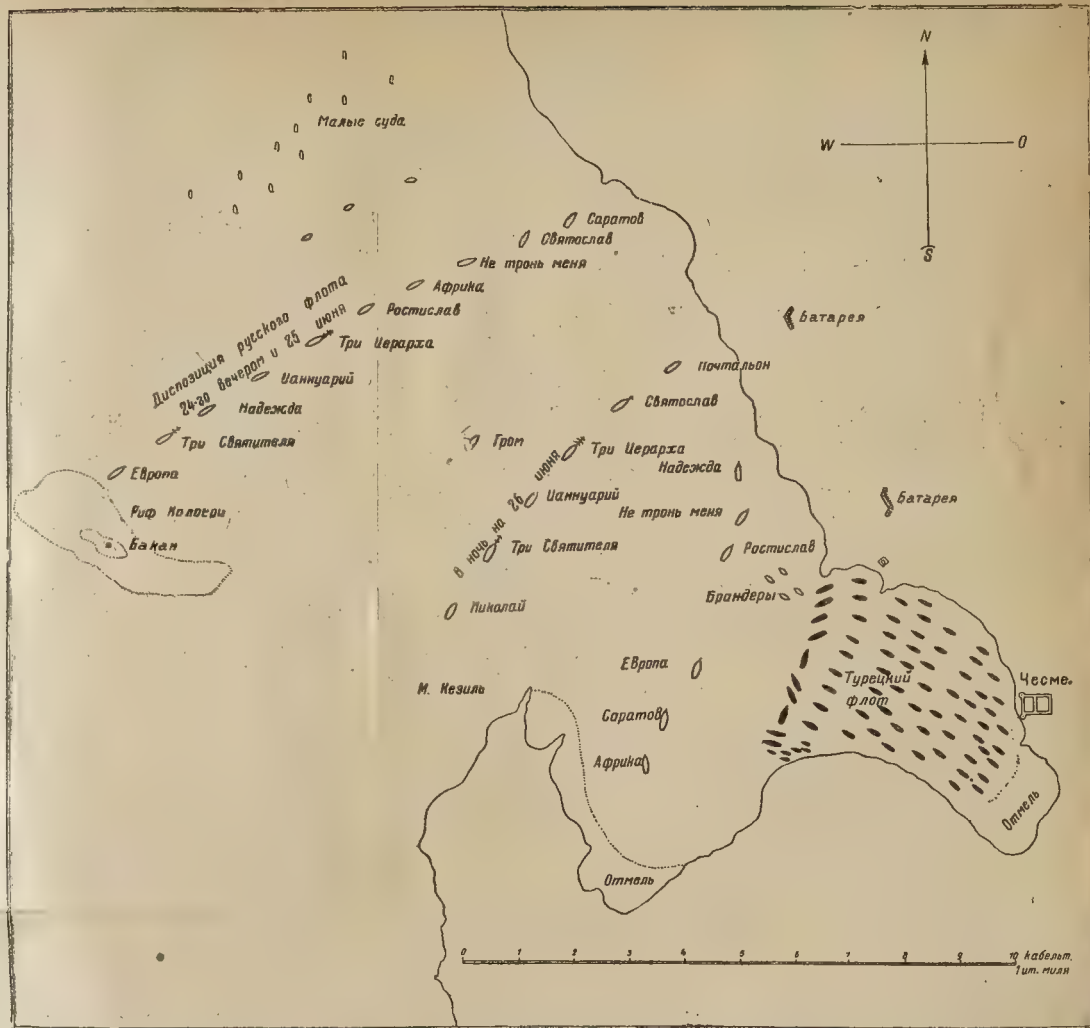 N
W
O
S
Малые суда
Саратов
Святослав
Не тронь меня
Африка
Ростислав
Три Иерарха
Ианнуарий
Надежда
Три Святителя
Европа
Диспозиция русского флота
24-го вечером и 25 июня
Риф Колоери
Бакан
Батарея
Почтальон
Святослав
Гром
Три Иерарха
Надежда
Ианнуарий
Не тронь меня
Три Святителя
Ростислав
Николай
В ночь на 26 июня
Батарея
Брандеры
Европа
Турецкий
флот
Чесме.
М. Кезиль
Саратов
Африка
Отмель
Отмель
0 1 2 3 4 5 6 7 8 9 10 кабельт.
1 ит. миля